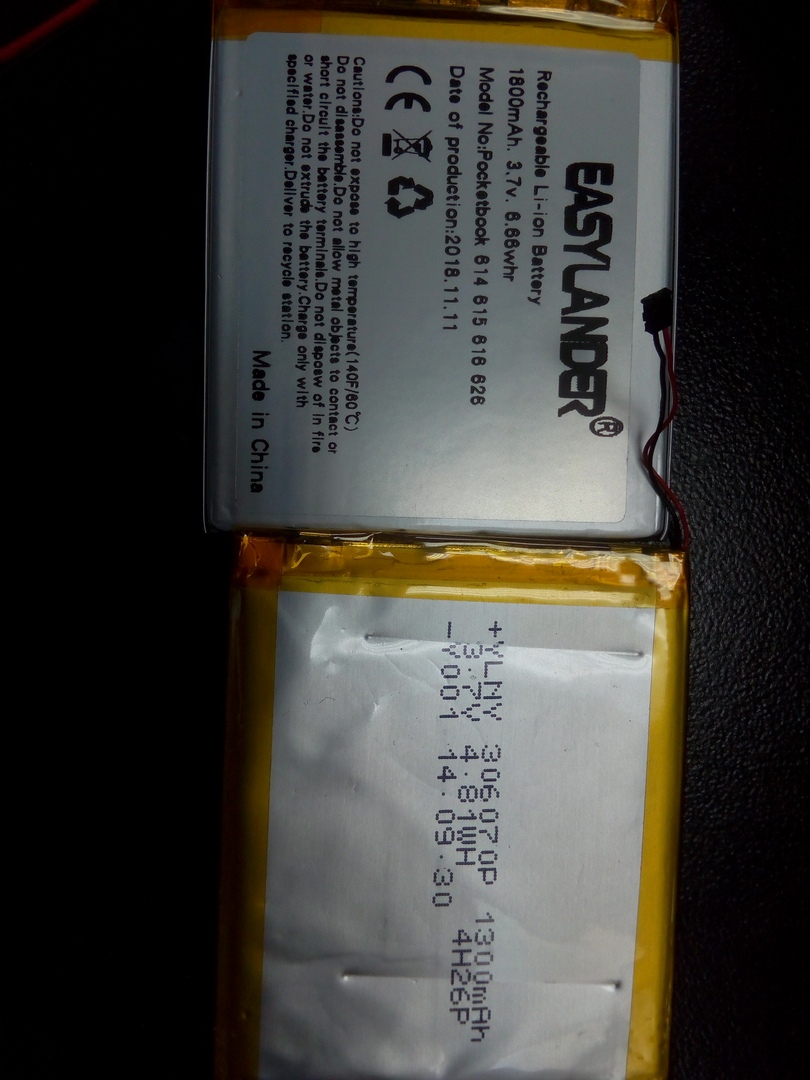 EASYLANDER®
Rechargeable Li-ion Battery
1800mAh. 3.7v. 6.66whr
Model No:Pocketbook 614 615 616 626
Date of production:2018.11.11
CE
Cautions:Do not expose to high temperature(140F/60℃)
Do not disassemble.Do not allow metal objects to contact or
short circuit the battery terminals.Do not disposw of in fire
or water.Do not extrude the battery.Charge only with
specified charger.Deliver to recycle station.
Made in China
+YLNY 306070P 1300mAh
3.7V 4.81WH 4H26P
-Y001 14.09.30